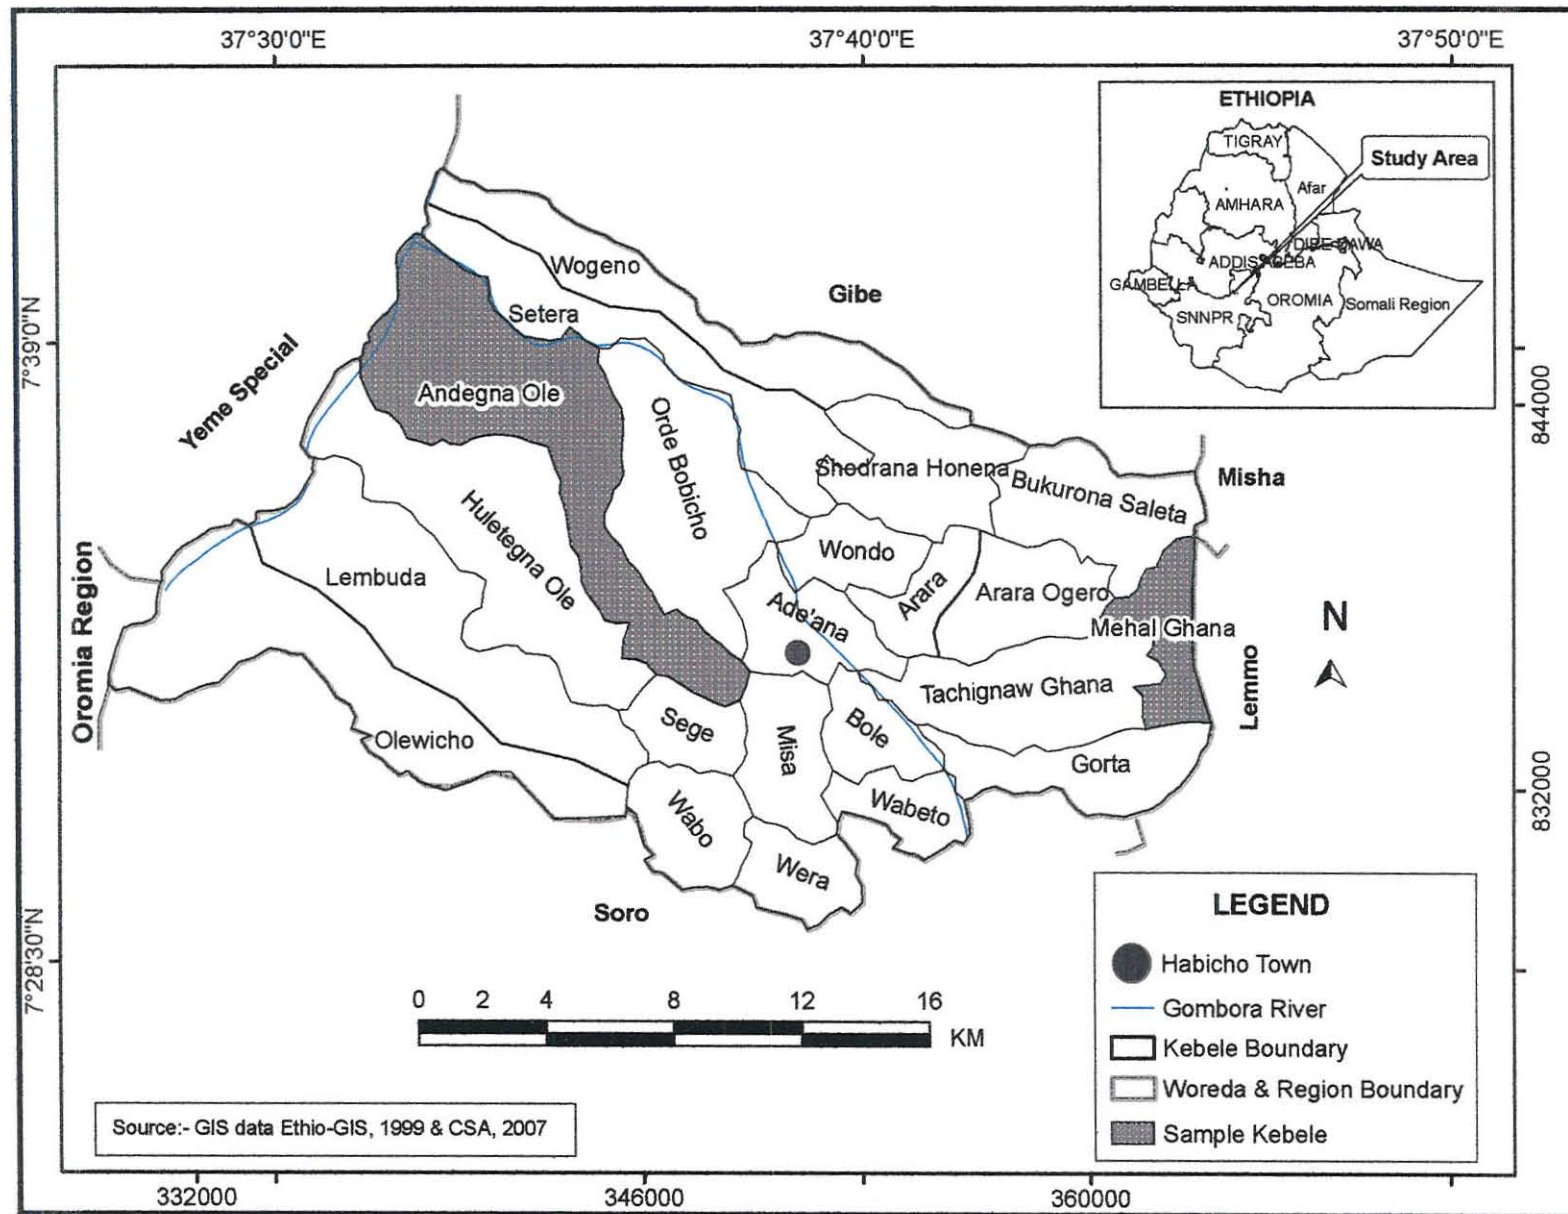 37°30'0"E
37°40'0"E
37°50'0"E
ETHIOPIA
TIGRAY
Study Area
Afar
AMHARA
DIRE DAWA
ADDIS ABEBA
GAMBELLA
OROMIA
Somali Region
SNNPR
Wogeno
Gibe
Setera
7°39'0"N
Yeme Special
Andegna Ole
844000
Orde Bobicho
Shedrana Honena
Bukurona Saleta
Misha
Huletegna Ole
Wondo
Lembuda
Arara
Arara Ogero
Ade'ana
Mehal Ghana
N
Oromia Region
Tachignaw Ghana
Lemmo
Sege
Misa
Bole
Olewicho
Gorta
832000
Wabo
Wabeto
Wera
Soro
7°28'30"N
0 2 4 8 12 16
KM
LEGEND
Habicho Town
Gombora River
Kebele Boundary
Woreda & Region Boundary
Sample Kebele
Source:- GIS data Ethio-GIS, 1999 & CSA, 2007
332000
346000
360000